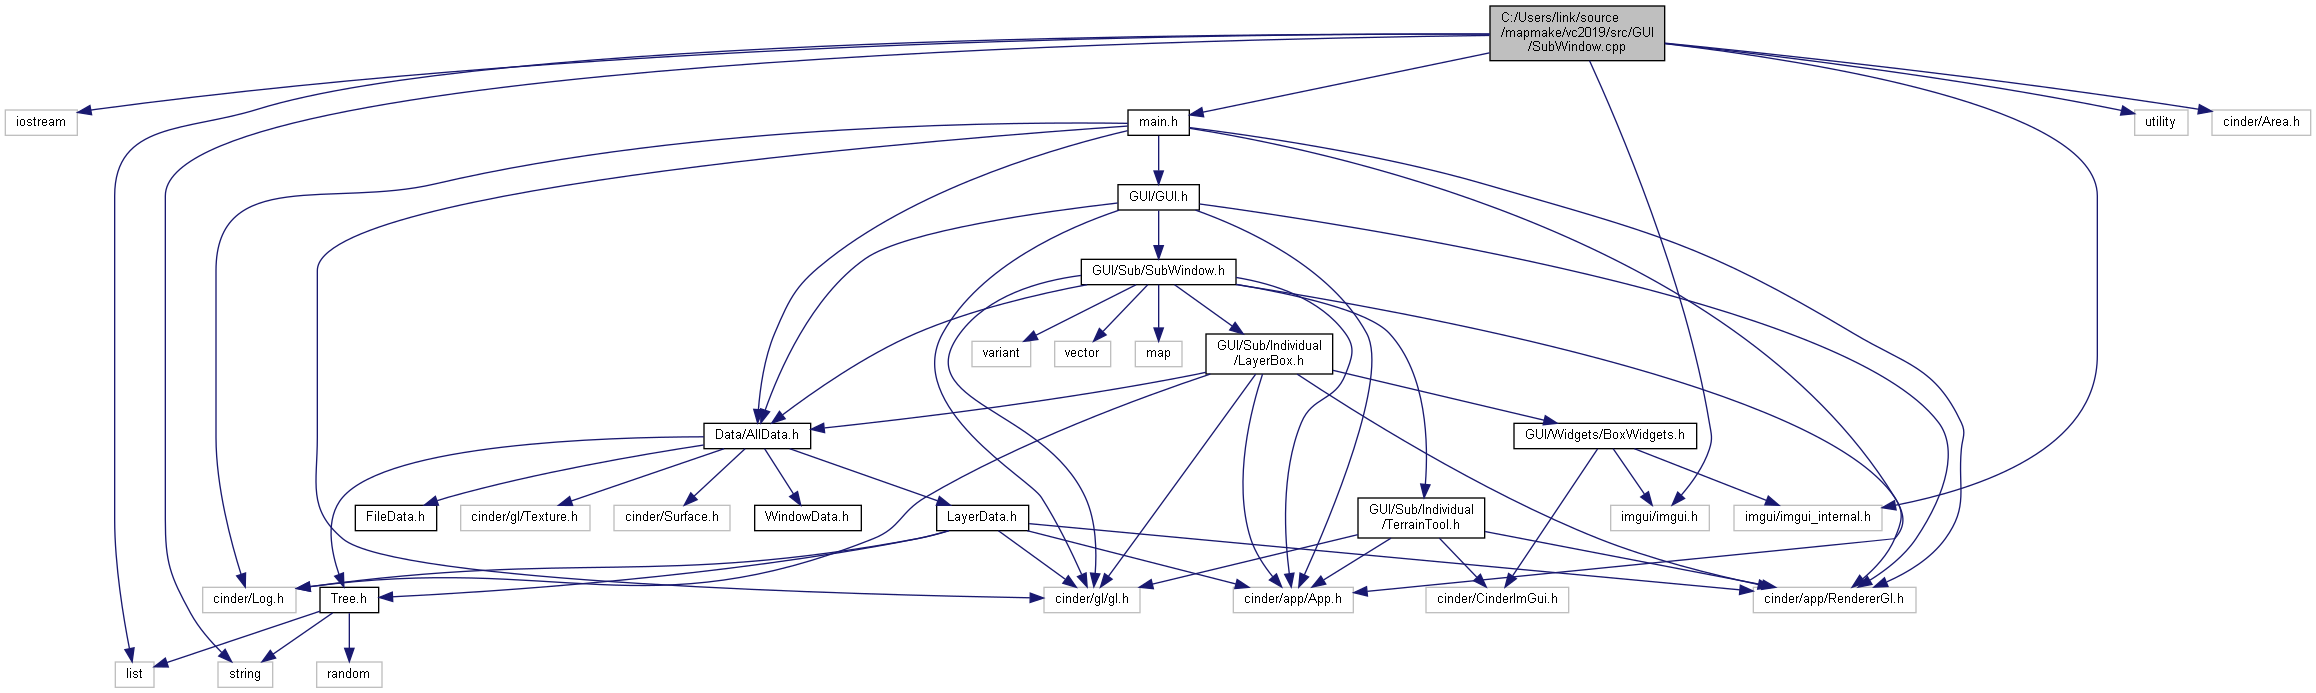 C:/Users/link/source
/mapmake/vc2019/src/GUI
/SubWindow.cpp
iostream
main.h
utility
cinder/Area.h
GUI/GUI.h
GUI/Sub/SubWindow.h
variant
vector
map
GUI/Sub/Individual
/LayerBox.h
Data/AllData.h
GUI/Widgets/BoxWidgets.h
FileData.h
cinder/gl/Texture.h
cinder/Surface.h
WindowData.h
LayerData.h
GUI/Sub/Individual
/TerrainTool.h
imgui/imgui.h
imgui/imgui_internal.h
cinder/Log.h
Tree.h
cinder/gl/gl.h
cinder/app/App.h
cinder/CinderImGui.h
cinder/app/RendererGl.h
list
string
random